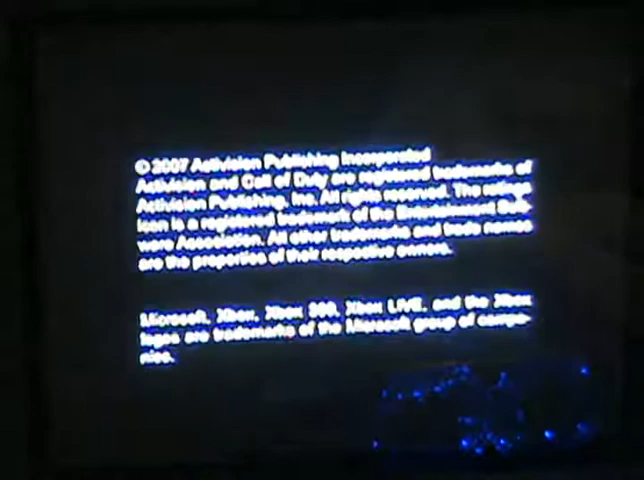 © 2007 Activision Publishing Incorporated
Activision and Call of Duty are registered trademarks of
Activision Publishing, Inc. All rights reserved. The ratings
icon is a registered trademark of the Entertainment Soft-
ware Association. All other trademarks and trade names
are the properties of their respective owners.
Microsoft, Xbox, Xbox 360, Xbox LIVE, and the Xbox
logos are trademarks of the Microsoft group of compa-
nies.